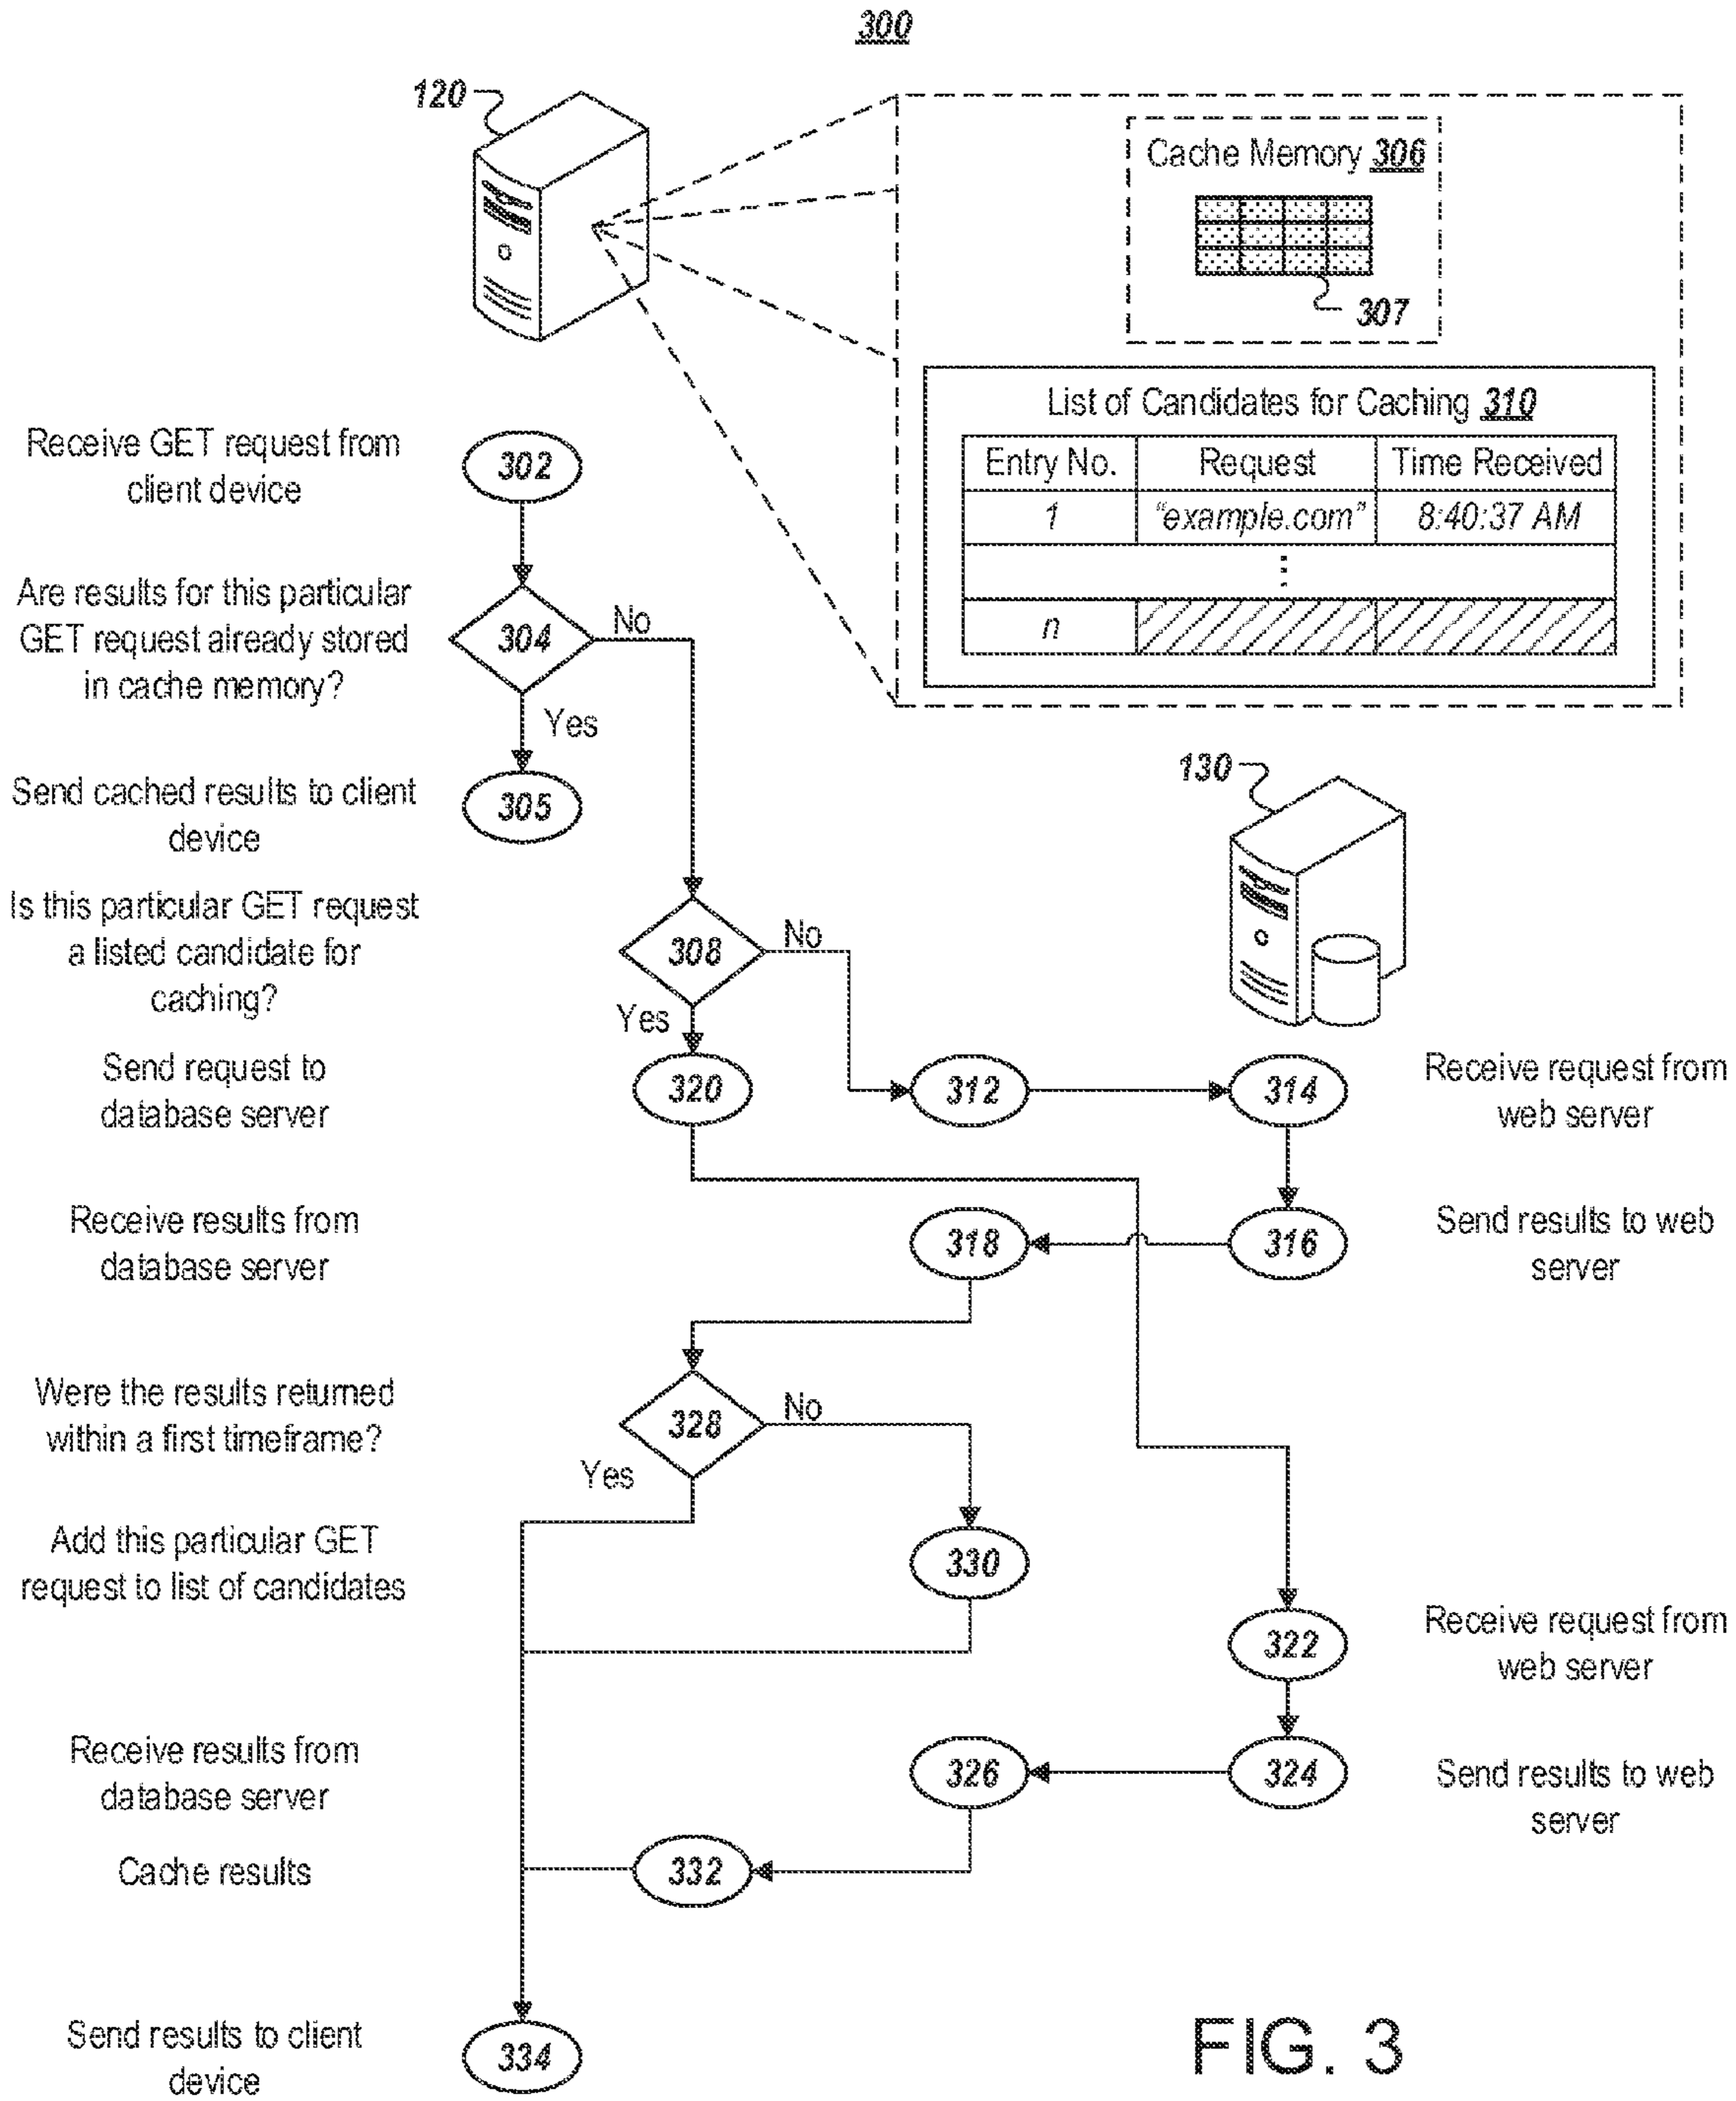 300
120
Cache Memory 306
307
List of Candidates for Caching 310
Entry No. Request Time Received
1 "example.com" 8:40:37 AM
⋮
n
Receive GET request from
client device
302
Are results for this particular
GET request already stored
in cache memory?
304
No
Yes
Send cached results to client
device
305
130
Is this particular GET request
a listed candidate for
caching?
308
No
Yes
Send request to
database server
320
312
314
Receive request from
web server
Receive results from
database server
318
316
Send results to web
server
Were the results returned
within a first timeframe?
328
No
Yes
Add this particular GET
request to list of candidates
330
322
Receive request from
web server
Receive results from
database server
326
324
Send results to web
server
Cache results
332
Send results to client
device
334
FIG. 3